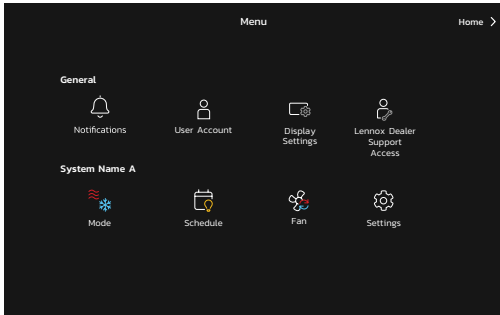 Menu
Home
General
Notifications
User Account
Display
Settings
Lennox Dealer
Support
Access
System Name A
Mode
Schedule
Fan
Settings